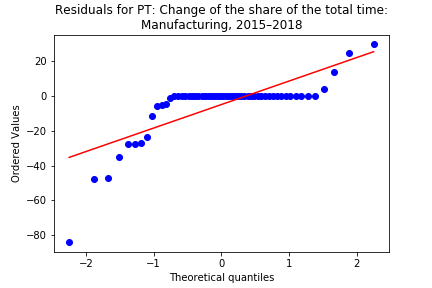 Residuals for PT: Change of the share of the total time:
Manufacturing, 2015–2018
Ordered Values
20
0
−20
−40
−60
−80
−2
−1
0
1
2
Theoretical quantiles